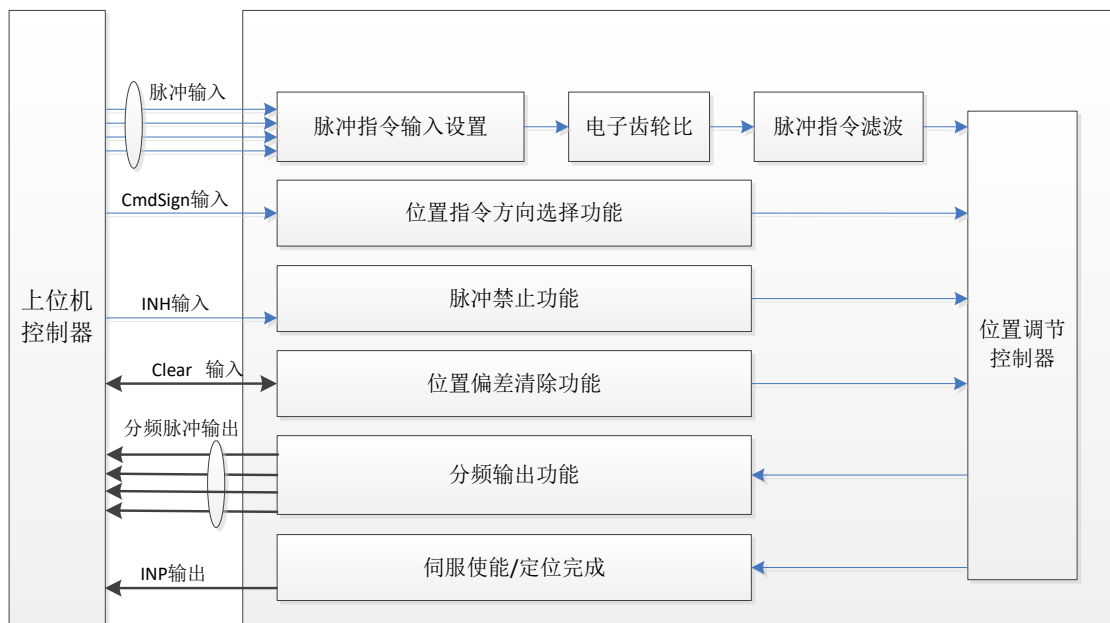 脉冲输入
脉冲指令输入设置
电子齿轮比
脉冲指令滤波
CmdSign输入
位置指令方向选择功能
上位机
控制器
INH输入
脉冲禁止功能
位置调节
控制器
Clear 输入
位置偏差清除功能
分频脉冲输出
分频输出功能
INP输出
伺服使能/定位完成